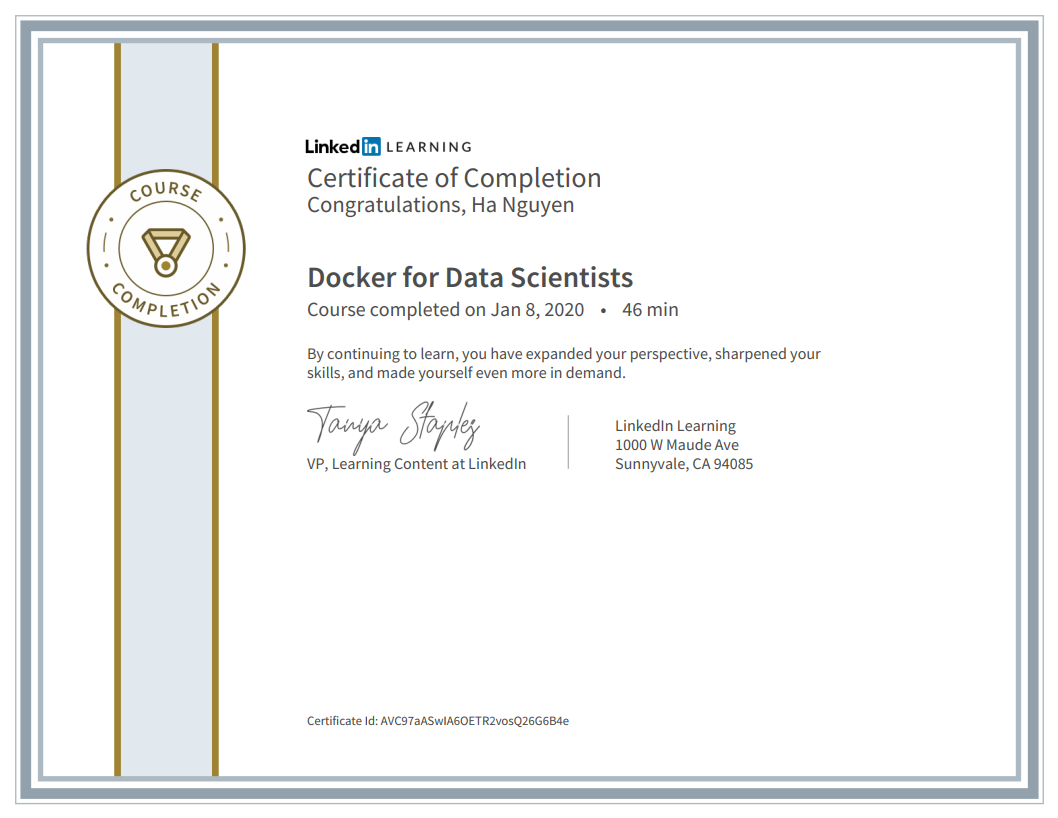 COURSE
COMPLETION
Linkedin LEARNING
Certificate of Completion
Congratulations, Ha Nguyen
Docker for Data Scientists
Course completed on Jan 8, 2020 • 46 min
By continuing to learn, you have expanded your perspective, sharpened your
skills, and made yourself even more in demand.
Tanya Staples
VP, Learning Content at LinkedIn
LinkedIn Learning
1000 W Maude Ave
Sunnyvale, CA 94085
Certificate Id: AVC97aASwIA6OETR2vosQ26G6B4e